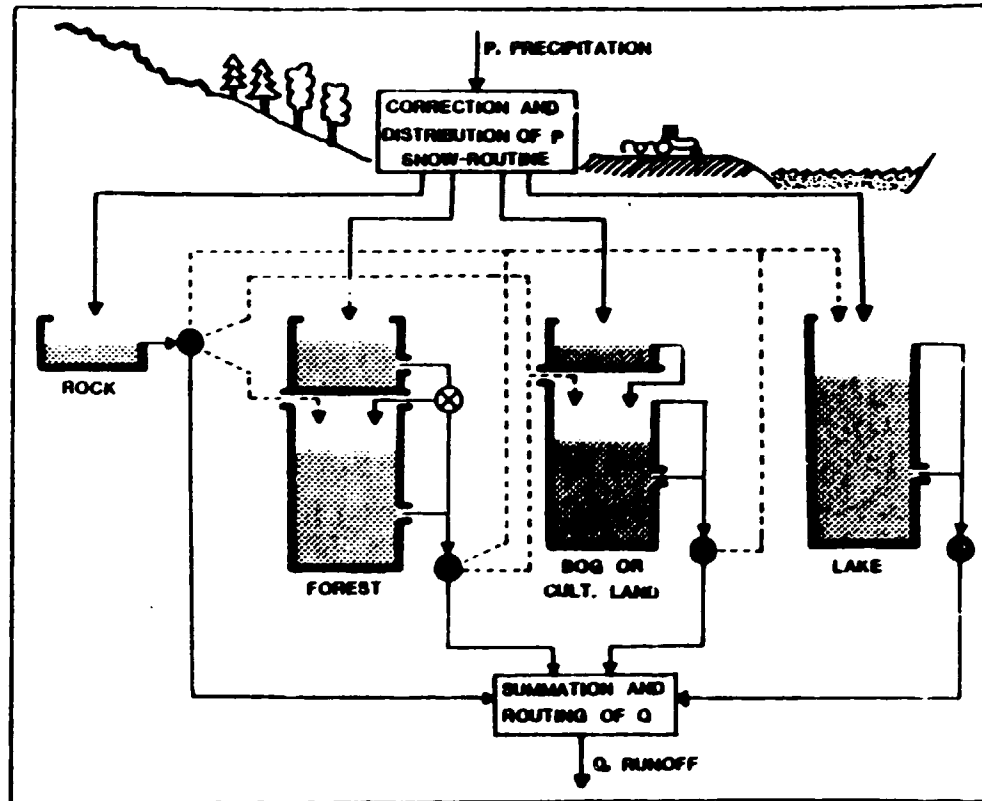 P. PRECIPITATION
CORRECTION AND
DISTRIBUTION OF P
SNOW-ROUTINE
ROCK
FOREST
BOG OR
CULT. LAND
LAKE
SUMMATION AND
ROUTING OF Q
Q. RUNOFF